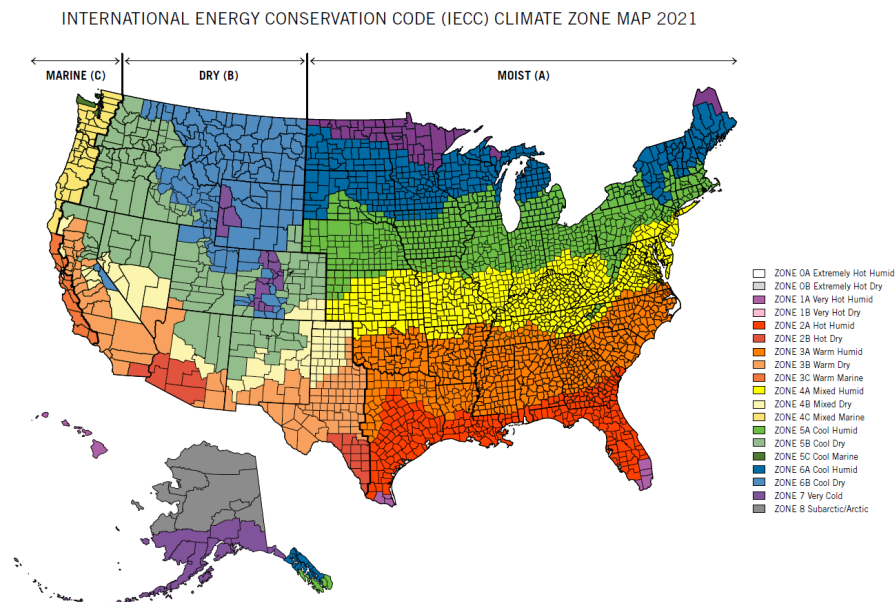 INTERNATIONAL ENERGY CONSERVATION CODE (IECC) CLIMATE ZONE MAP 2021
MARINE (C)
DRY (B)
MOIST (A)
ZONE 0A Extremely Hot Humid
ZONE 0B Extremely Hot Dry
ZONE 1A Very Hot Humid
ZONE 1B Very Hot Dry
ZONE 2A Hot Humid
ZONE 2B Hot Dry
ZONE 3A Warm Humid
ZONE 3B Warm Dry
ZONE 3C Warm Marine
ZONE 4A Mixed Humid
ZONE 4B Mixed Dry
ZONE 4C Mixed Marine
ZONE 5A Cool Humid
ZONE 5B Cool Dry
ZONE 5C Cool Marine
ZONE 6A Cool Humid
ZONE 6B Cool Dry
ZONE 7 Very Cold
ZONE 8 Subarctic/Arctic